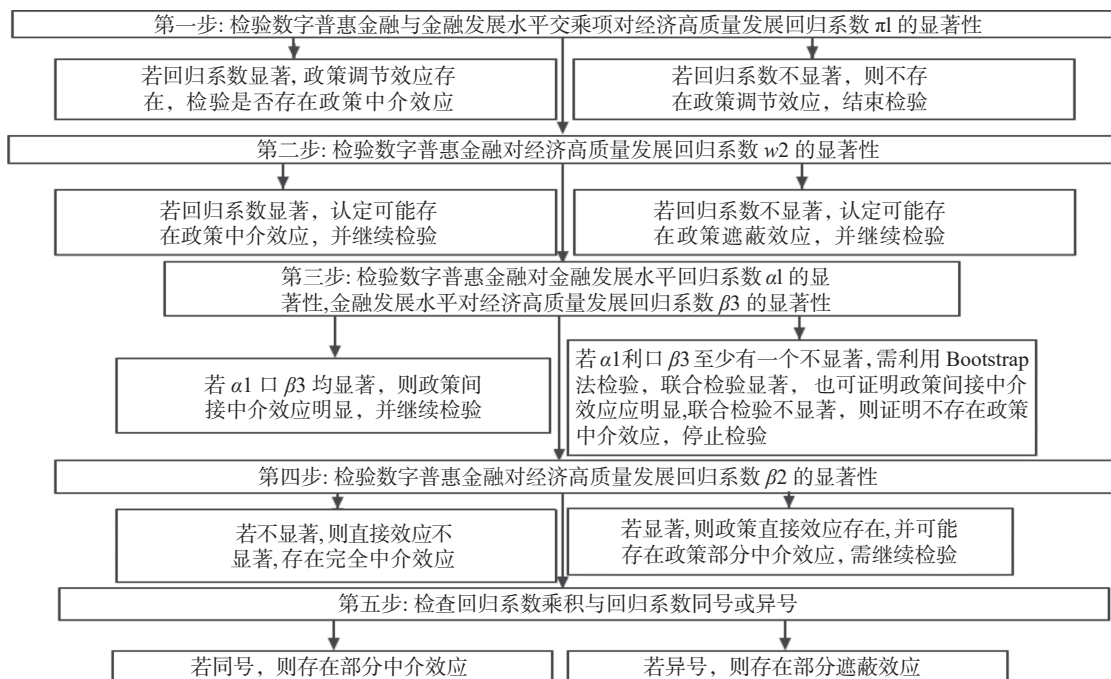 第一步: 检验数字普惠金融与金融发展水平交乘项对经济高质量发展回归系数 πl 的显著性
若回归系数显著, 政策调节效应存
在，检验是否存在政策中介效应
若回归系数不显著，则不存
在政策调节效应，结束检验
第二步: 检验数字普惠金融对经济高质量发展回归系数 w2 的显著性
若回归系数显著，认定可能存
在政策中介效应，并继续检验
若回归系数不显著，认定可能存
在政策遮蔽效应，并继续检验
第三步: 检验数字普惠金融对金融发展水平回归系数 αl 的显
著性,金融发展水平对经济高质量发展回归系数 β3 的显著性
若 α1 口 β3 均显著，则政策间
接中介效应明显，并继续检验
若 α1利口 β3 至少有一个不显著, 需利用 Bootstrap
法检验，联合检验显著， 也可证明政策间接中介
效应应明显,联合检验不显著，则证明不存在政策
中介效应，停止检验
第四步: 检验数字普惠金融对经济高质量发展回归系数 β2 的显著性
若不显著, 则直接效应不
显著, 存在完全中介效应
若显著, 则政策直接效应存在, 并可能
存在政策部分中介效应, 需继续检验
第五步: 检查回归系数乘积与回归系数同号或异号
若同号，则存在部分中介效应
若异号，则存在部分遮蔽效应